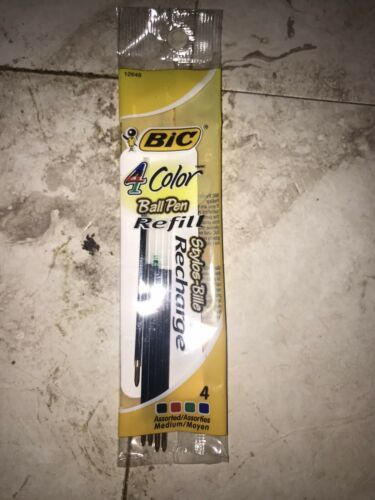 12648
BIC
4 Color
Ball Pen
Refill
Stylos-Bille
Recharge
4
Assorted/Assorties
Medium/Moyen